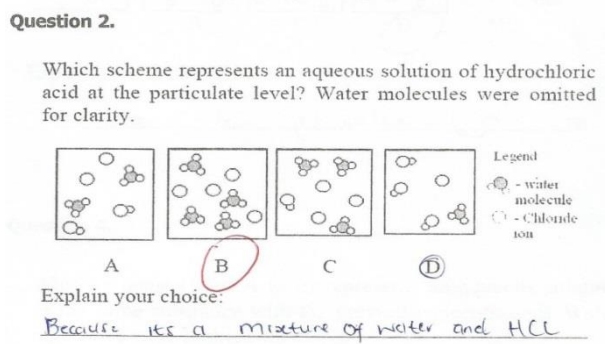 Question 2.
Which scheme represents an aqueous solution of hydrochloric
acid at the particulate level? Water molecules were omitted
for clarity.
Legend
- water
molecule
- Chloride
ion
A B C D
Explain your choice:
Because its a mixture of water and HCL